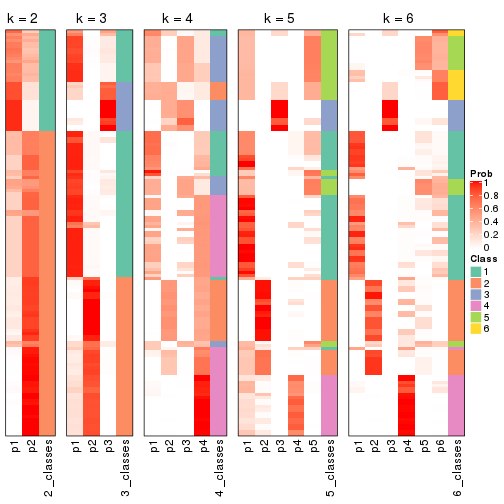 k = 2
k = 3
k = 4
k = 5
k = 6
p1
p2
2_classes
p1
p2
p3
3_classes
p1
p2
p3
p4
4_classes
p1
p2
p3
p4
p5
5_classes
p1
p2
p3
p4
p5
p6
6_classes
Prob
1
0.8
0.6
0.4
0.2
0
Class
1
2
3
4
5
6